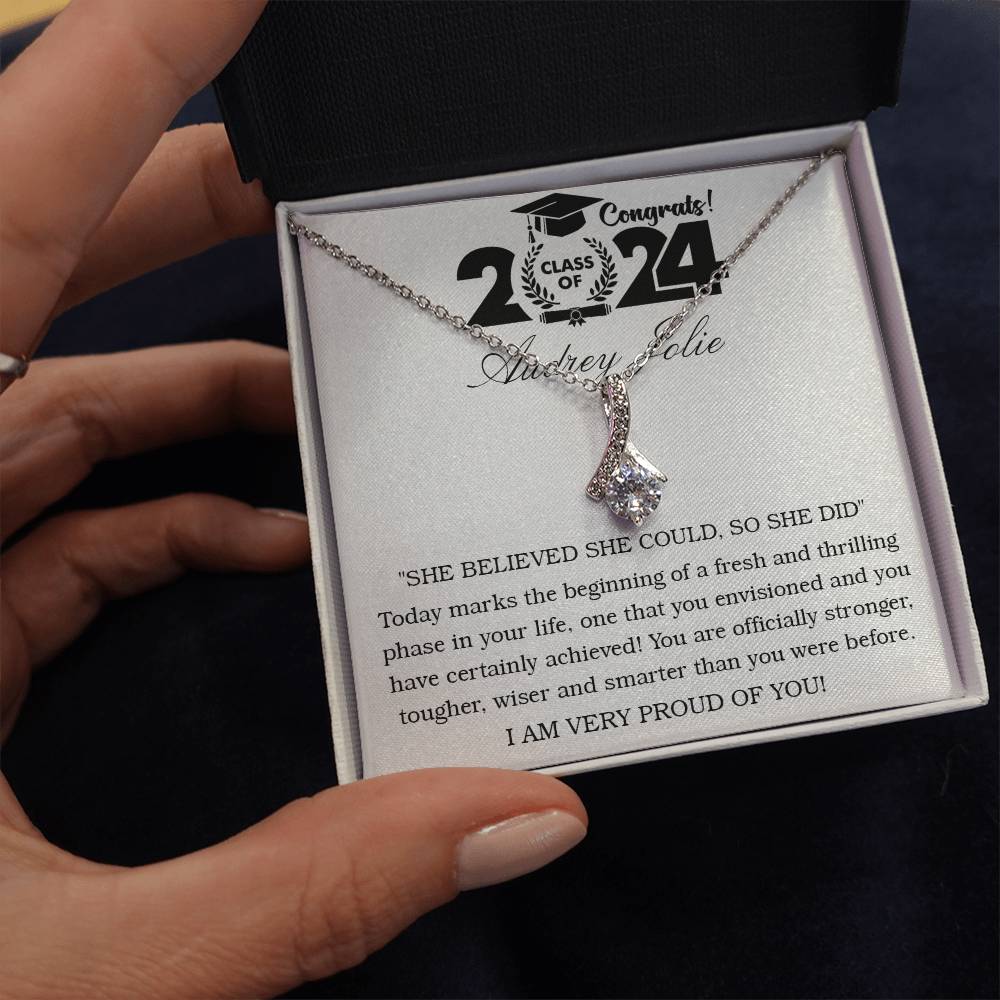 Congrats!
2024
CLASS
OF
Audrey Jolie
"SHE BELIEVED SHE COULD, SO SHE DID"
Today marks the beginning of a fresh and thrilling
phase in your life, one that you envisioned and you
have certainly achieved! You are officially stronger,
tougher, wiser and smarter than you were before.
I AM VERY PROUD OF YOU!